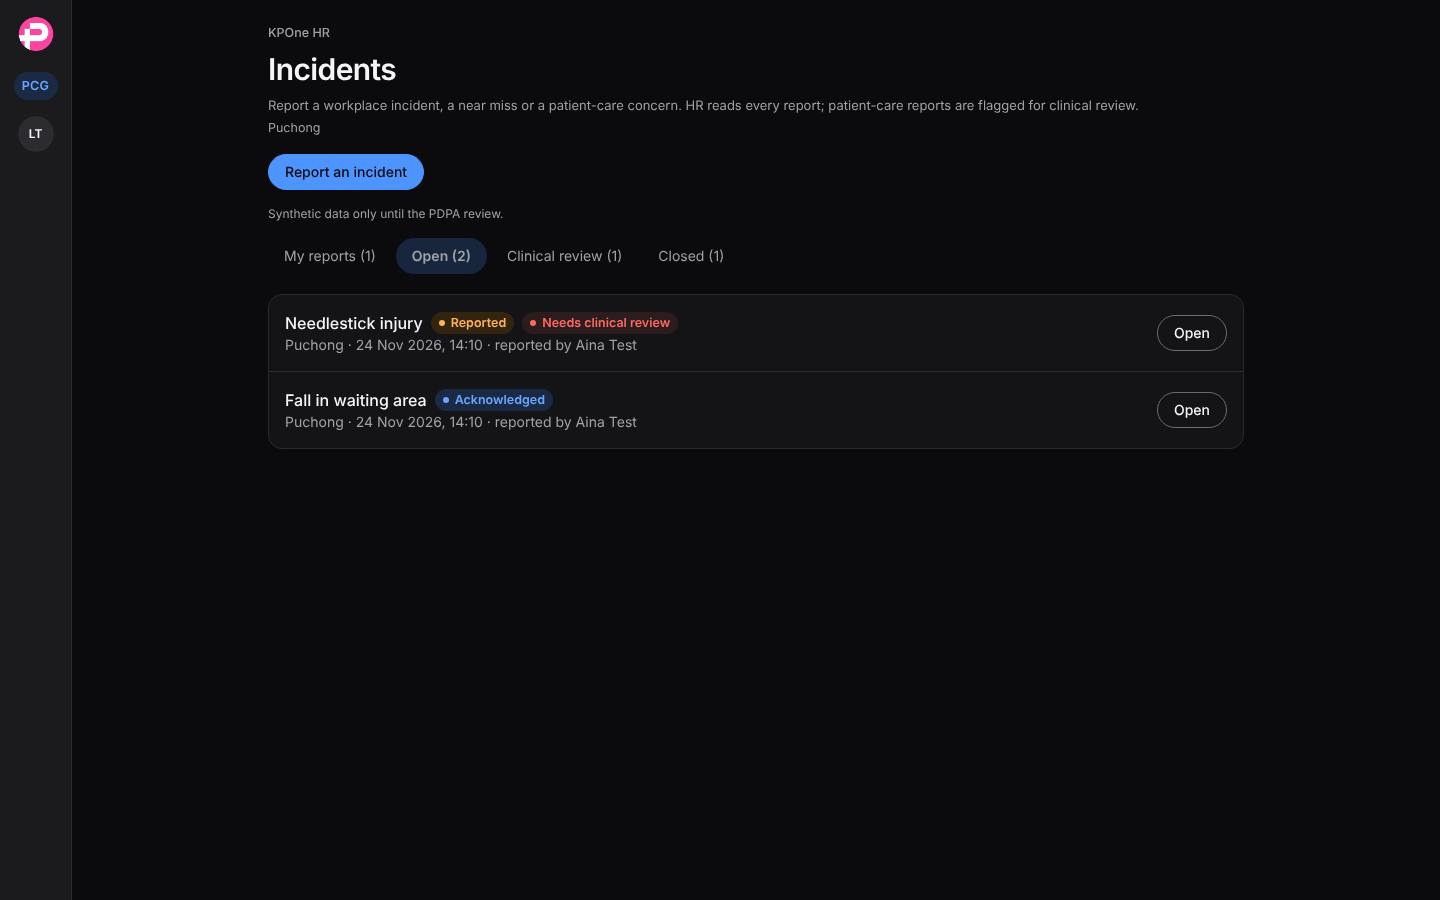 KPOne HR
Incidents
Report a workplace incident, a near miss or a patient-care concern. HR reads every report; patient-care reports are flagged for clinical review.
Puchong
Report an incident
Synthetic data only until the PDPA review.
My reports (1) Open (2) Clinical review (1) Closed (1)
Needlestick injury Reported Needs clinical review
Puchong · 24 Nov 2026, 14:10 · reported by Aina Test
Open
Fall in waiting area Acknowledged
Puchong · 24 Nov 2026, 14:10 · reported by Aina Test
Open
P
PCG
LT